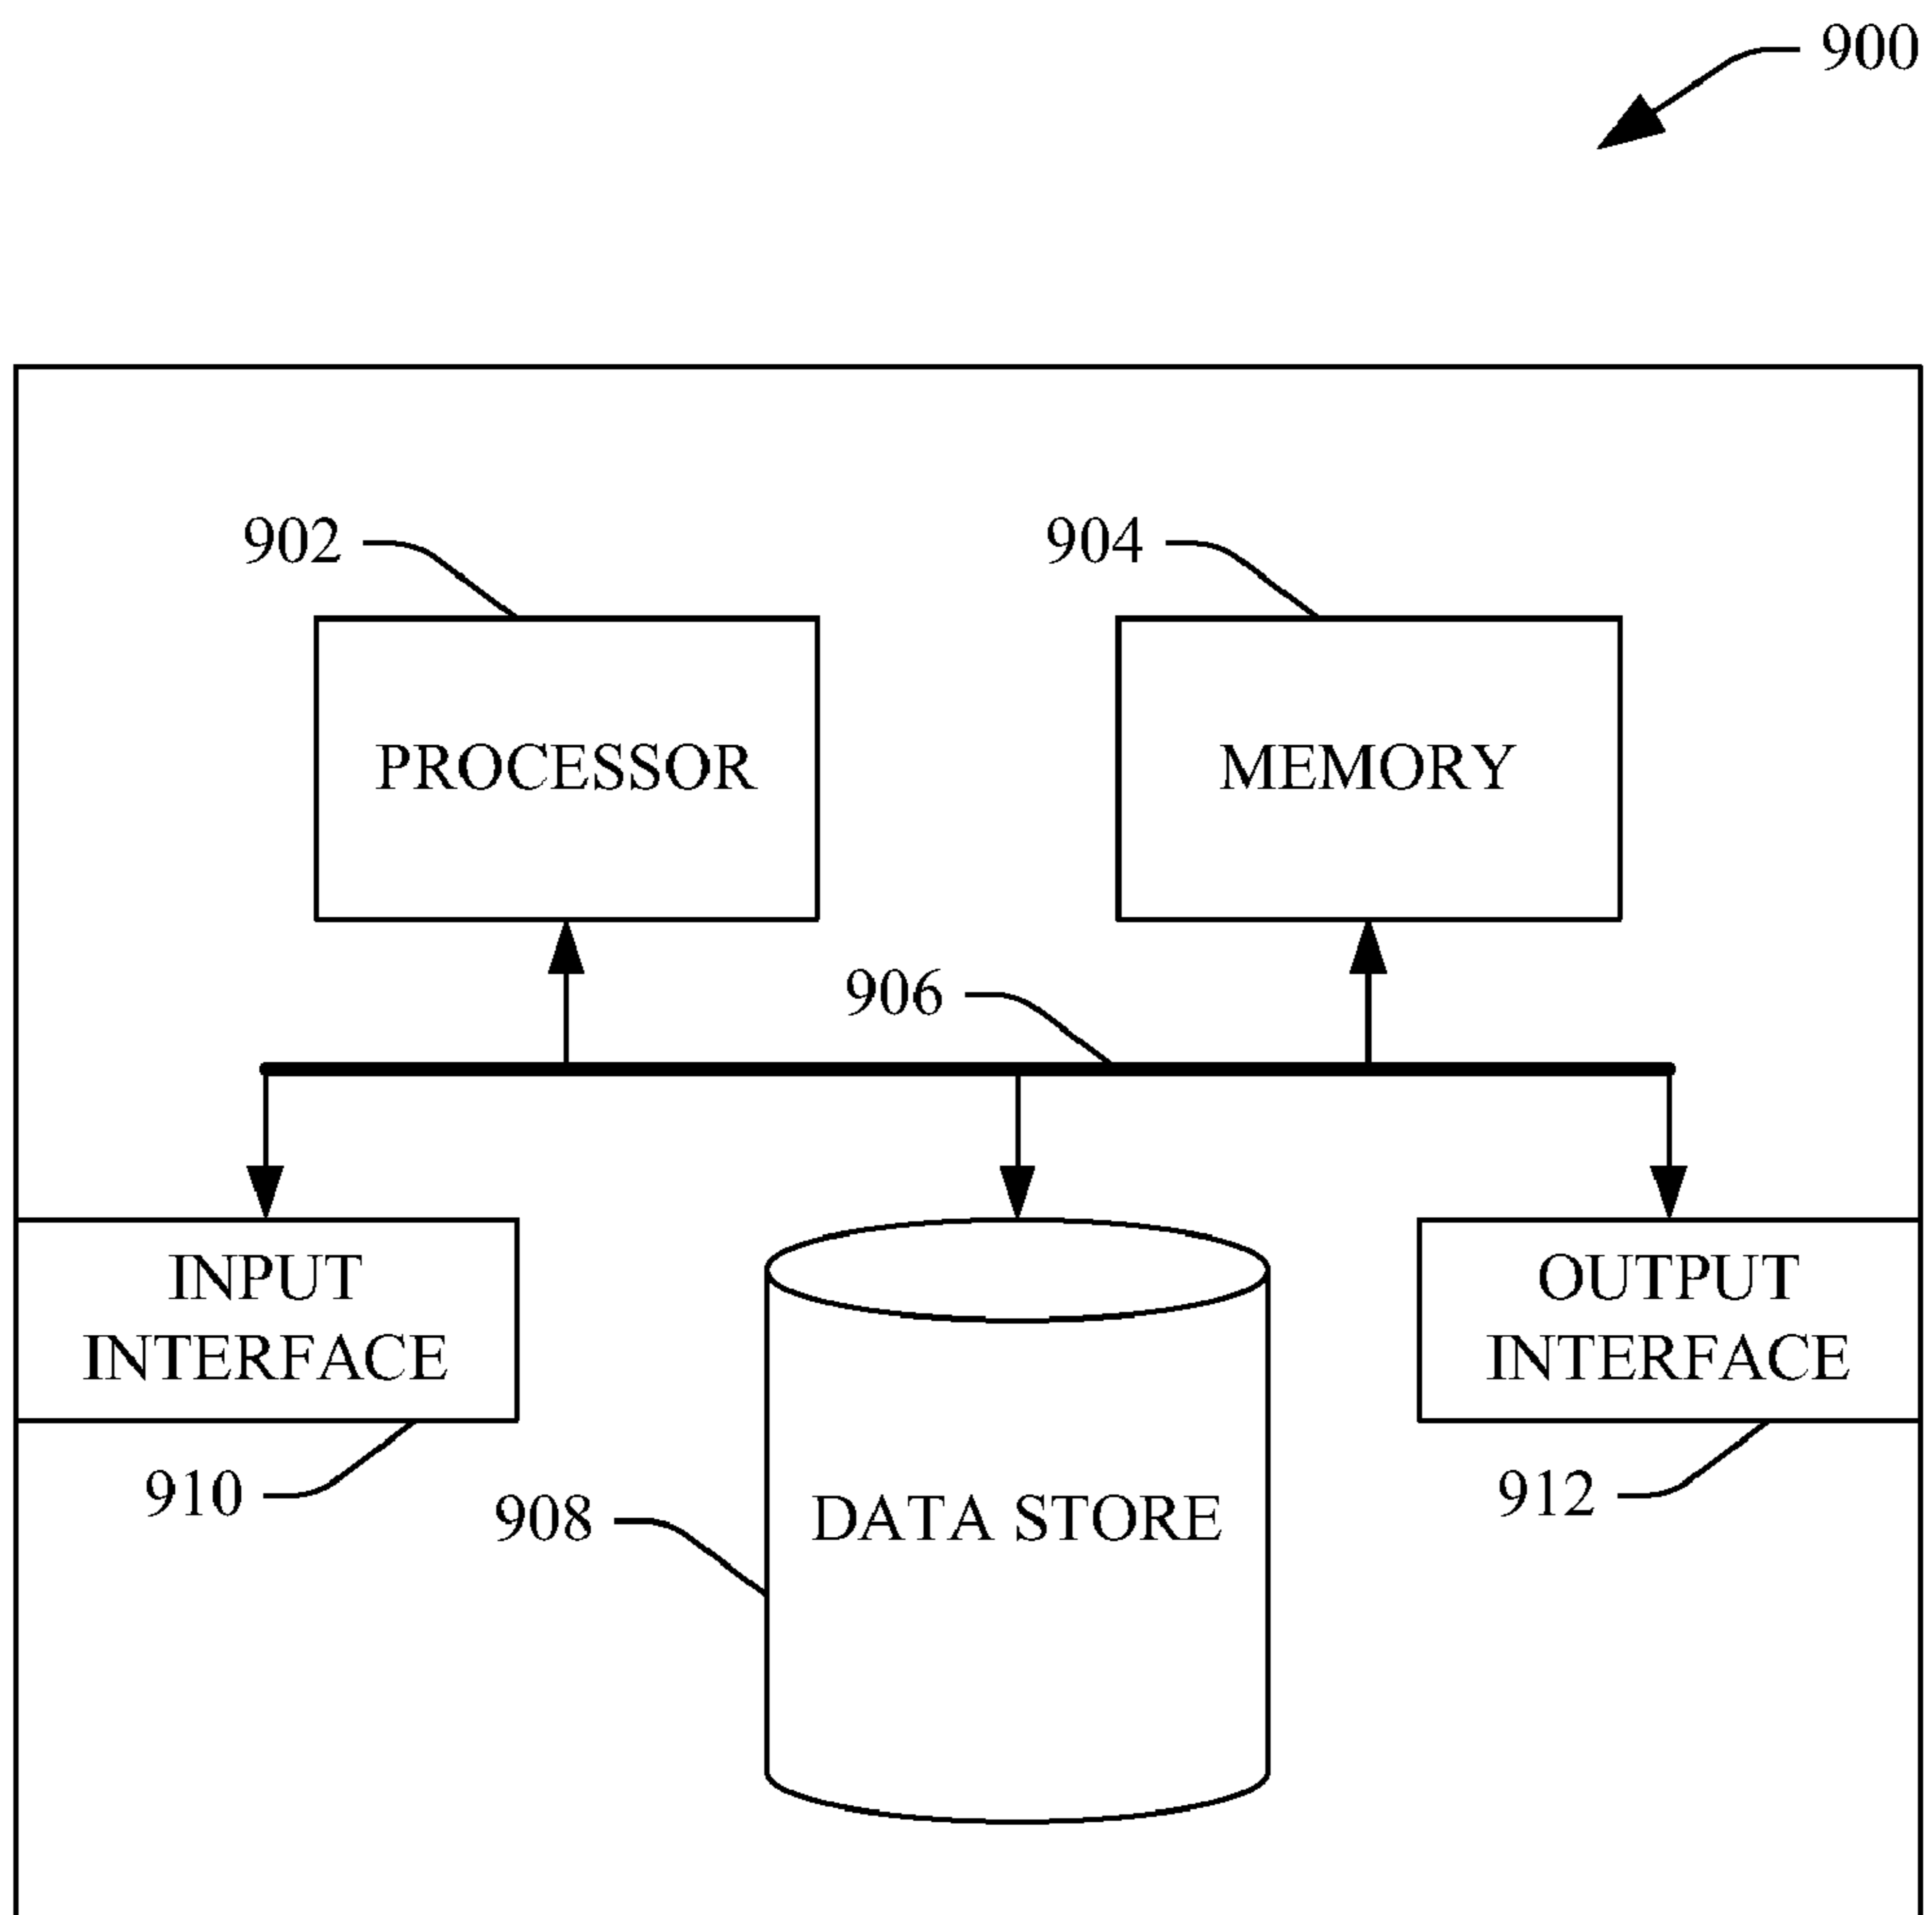 900
902
904
PROCESSOR
MEMORY
906
INPUT
INTERFACE
OUTPUT
INTERFACE
910
908
DATA STORE
912